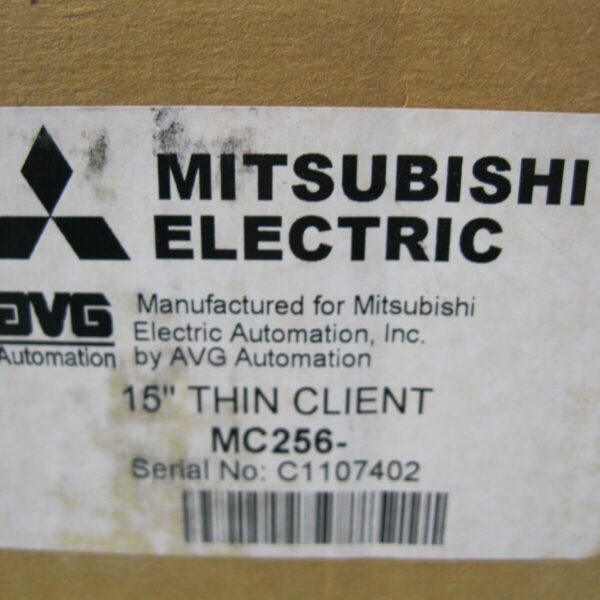 MITSUBISHI
ELECTRIC
AVG
Automation
Manufactured for Mitsubishi
Electric Automation, Inc.
by AVG Automation
15" THIN CLIENT
MC256-
Serial No: C1107402